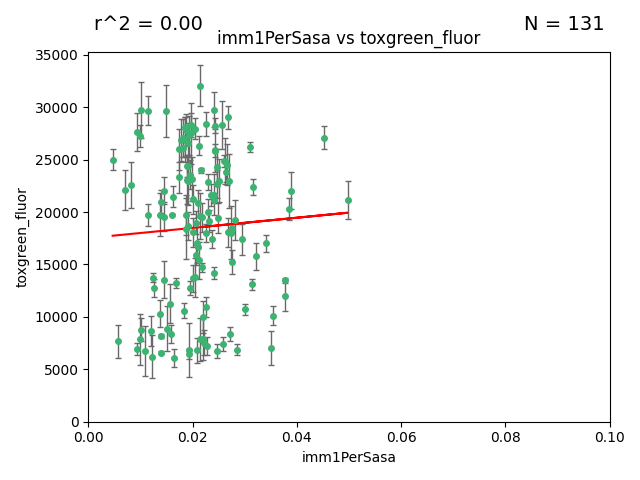 r^2 = 0.00
N = 131
imm1PerSasa vs toxgreen_fluor
35000
30000
25000
20000
15000
10000
5000
0
toxgreen_fluor
0.00
0.02
0.04
0.06
0.08
0.10
imm1PerSasa